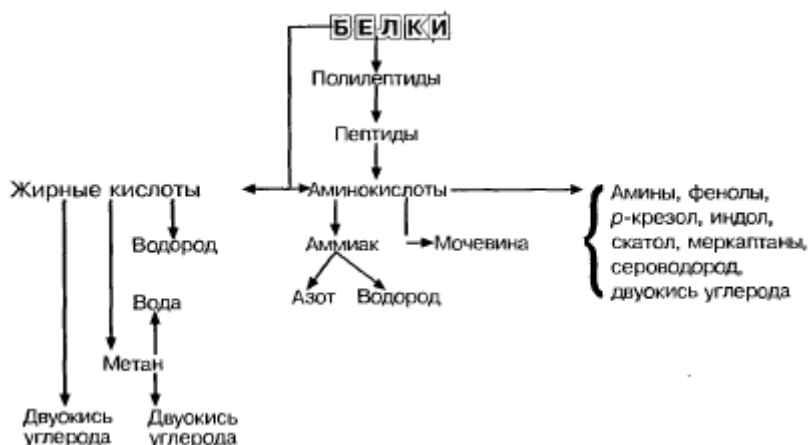 БЕЛКИ
Полилептиды
Пептиды
Жирные кислоты
Аминокислоты
Амины, фенолы,
р-крезол, индол,
скатол, меркаптаны,
сероводород,
двуокись углерода
Водород
Аммиак
Мочевина
Вода
Азот
Водород
Метан
Двуокись
углерода
Двуокись
углерода